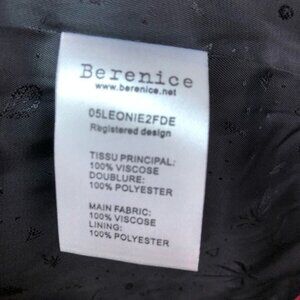 Berenice
www.berenice.net
05LEONIE2FDE
Registered design
TISSU PRINCIPAL:
100% VISCOSE
DOUBLURE:
100% POLYESTER
MAIN FABRIC:
100% VISCOSE
LINING:
100% POLYESTER